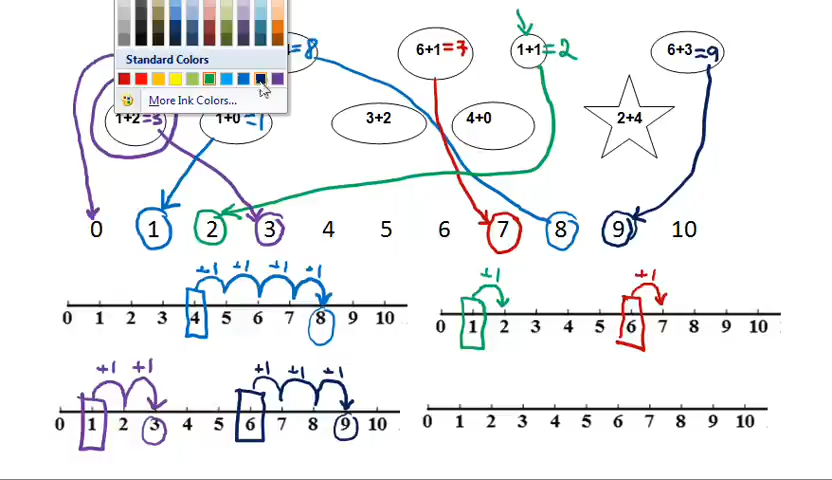 Standard Colors
More Ink Colors...
=8
6+1=7
1+1=2
6+3=9
1+2=3
1+0=1
3+2
4+0
2+4
0 1 2 3 4 5 6 7 8 9 10
+1 +1 +1 +1
0 1 2 3 4 5 6 7 8 9 10
+1
+1
0 1 2 3 4 5 6 7 8 9 10
+1 +1
+1 +1 +1
0 1 2 3 4 5 6 7 8 9 10
0 1 2 3 4 5 6 7 8 9 10